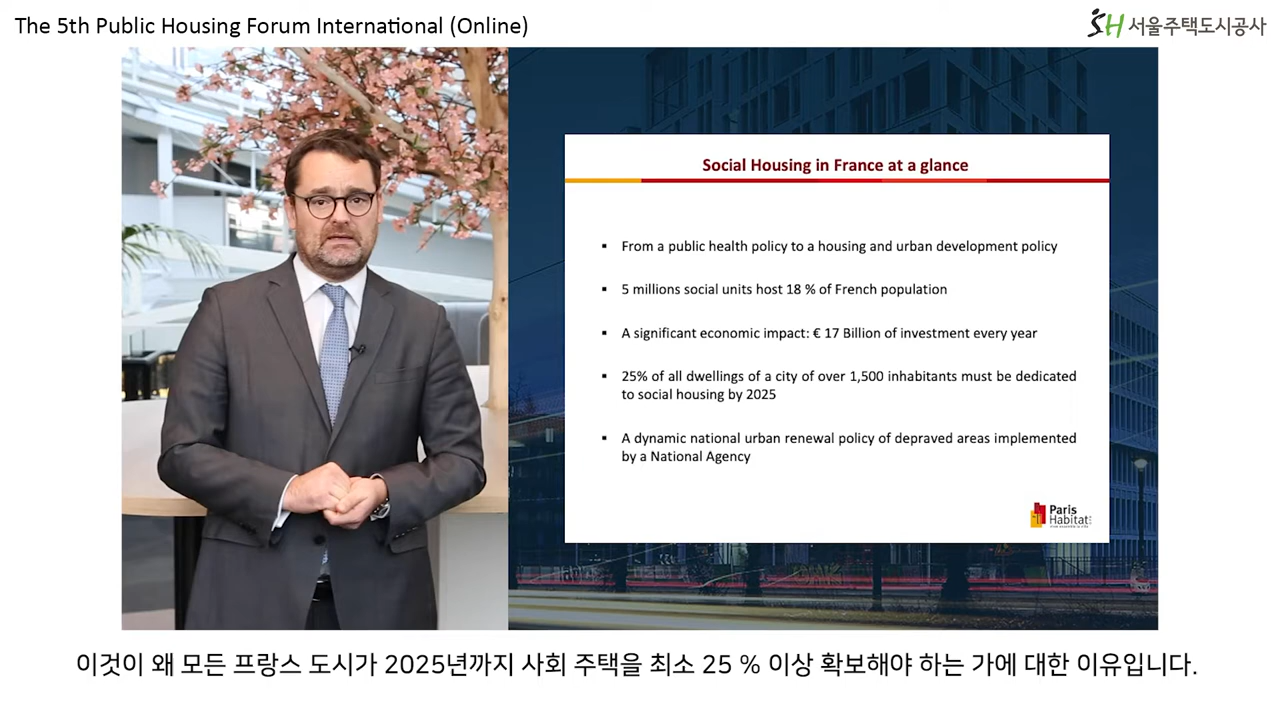 The 5th Public Housing Forum International (Online)
SH 서울주택도시공사
Social Housing in France at a glance
▪ From a public health policy to a housing and urban development policy
▪ 5 millions social units host 18 % of French population
▪ A significant economic impact: € 17 Billion of investment every year
▪ 25% of all dwellings of a city of over 1,500 inhabitants must be dedicated
to social housing by 2025
▪ A dynamic national urban renewal policy of depraved areas implemented
by a National Agency
Paris
Habitat
이것이 왜 모든 프랑스 도시가 2025년까지 사회 주택을 최소 25 % 이상 확보해야 하는 가에 대한 이유입니다.